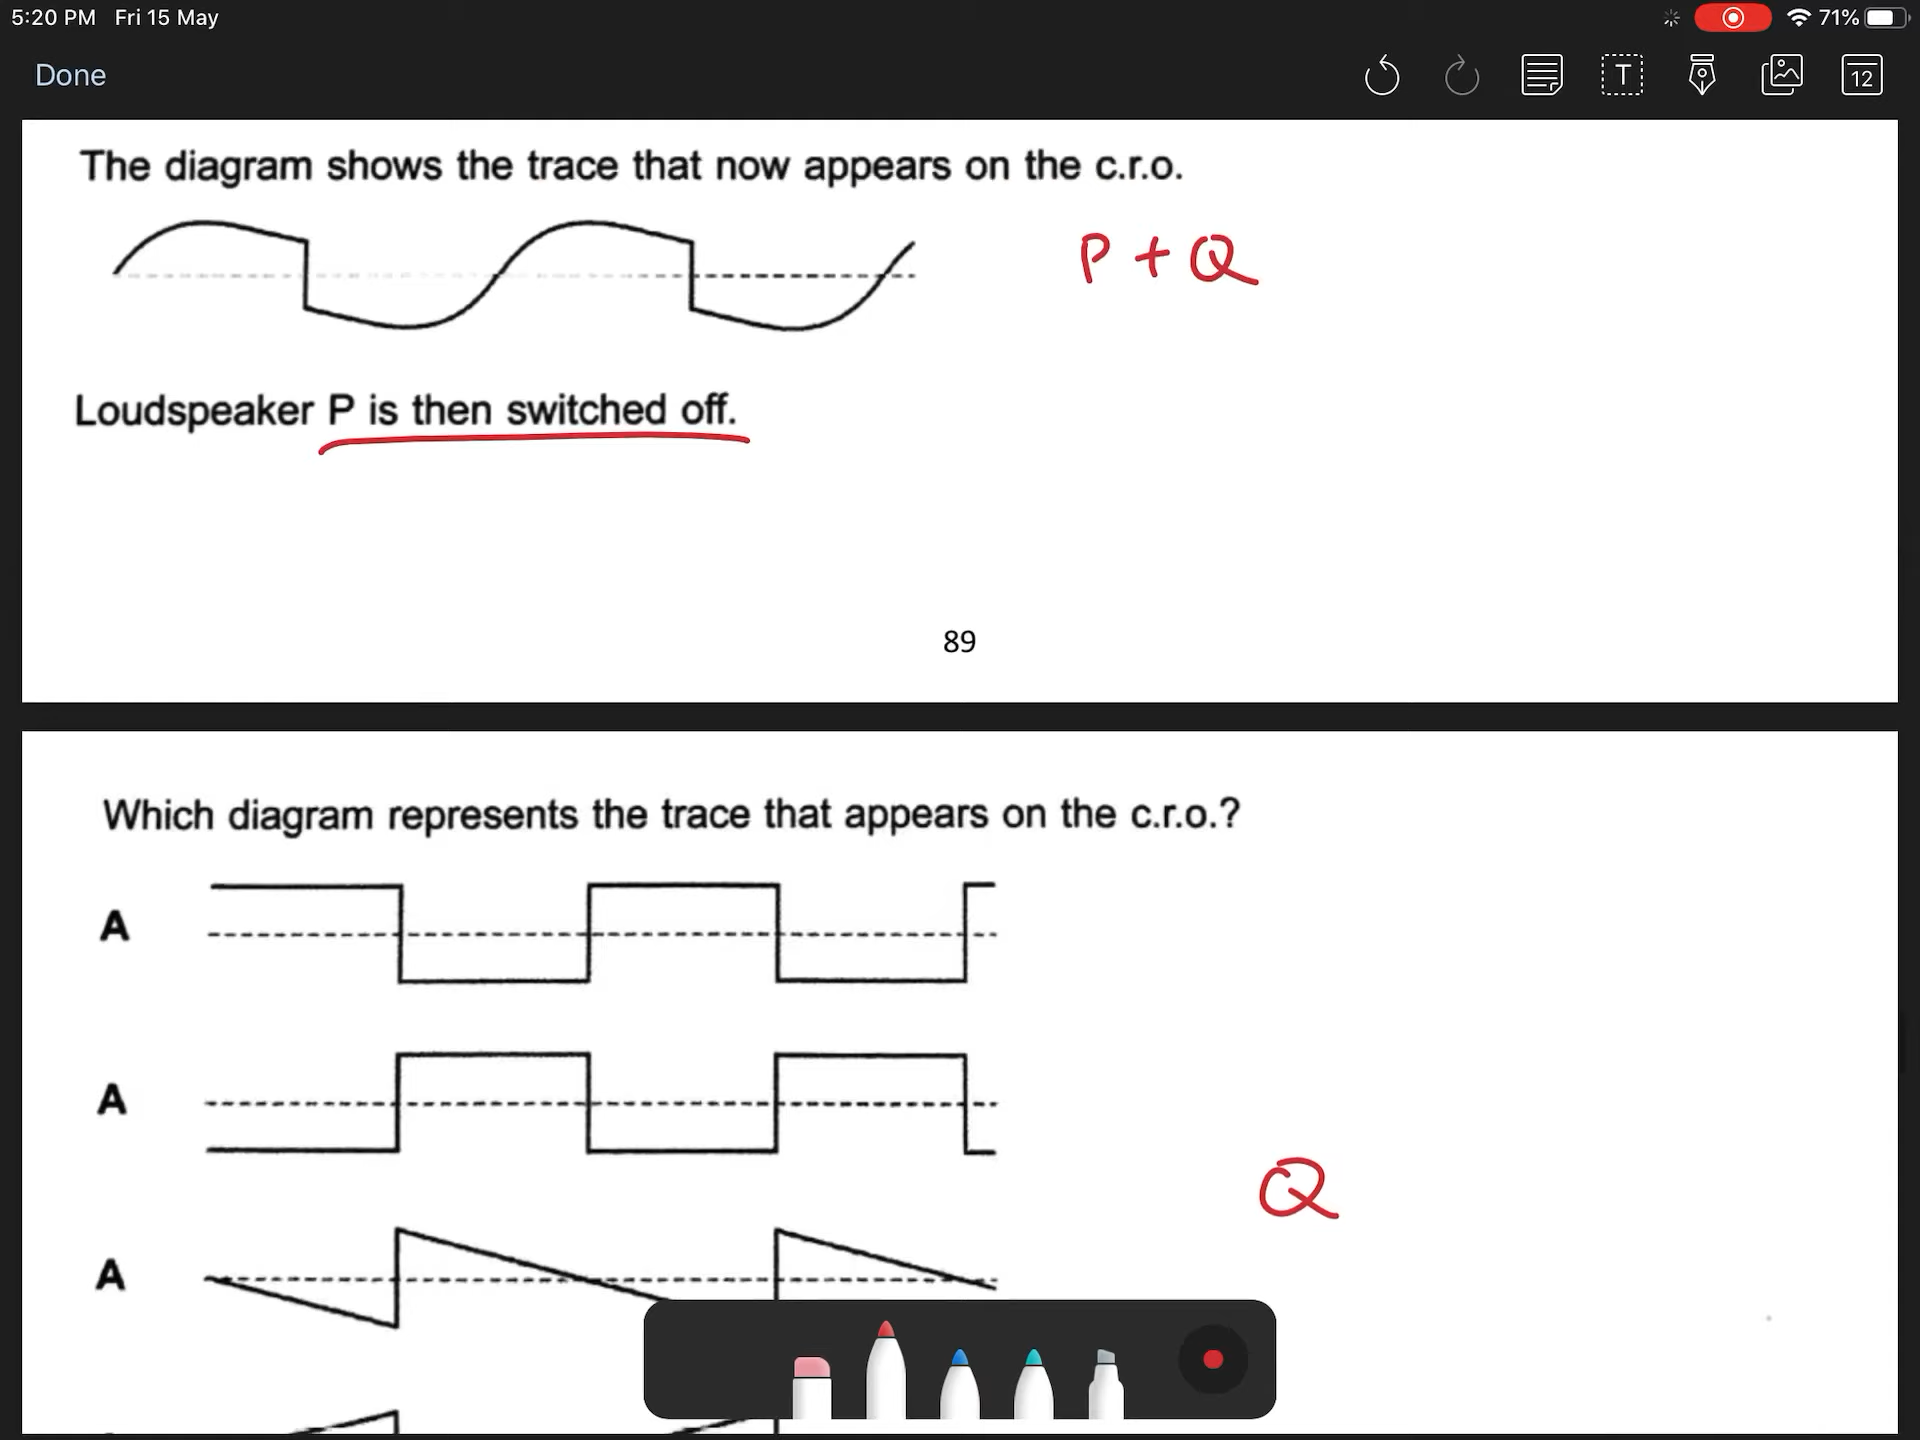 5:20 PM Fri 15 May
71%
Done
T
12
The diagram shows the trace that now appears on the c.r.o.
P + Q
Loudspeaker P is then switched off.
89
Which diagram represents the trace that appears on the c.r.o.?
A
A
Q
A